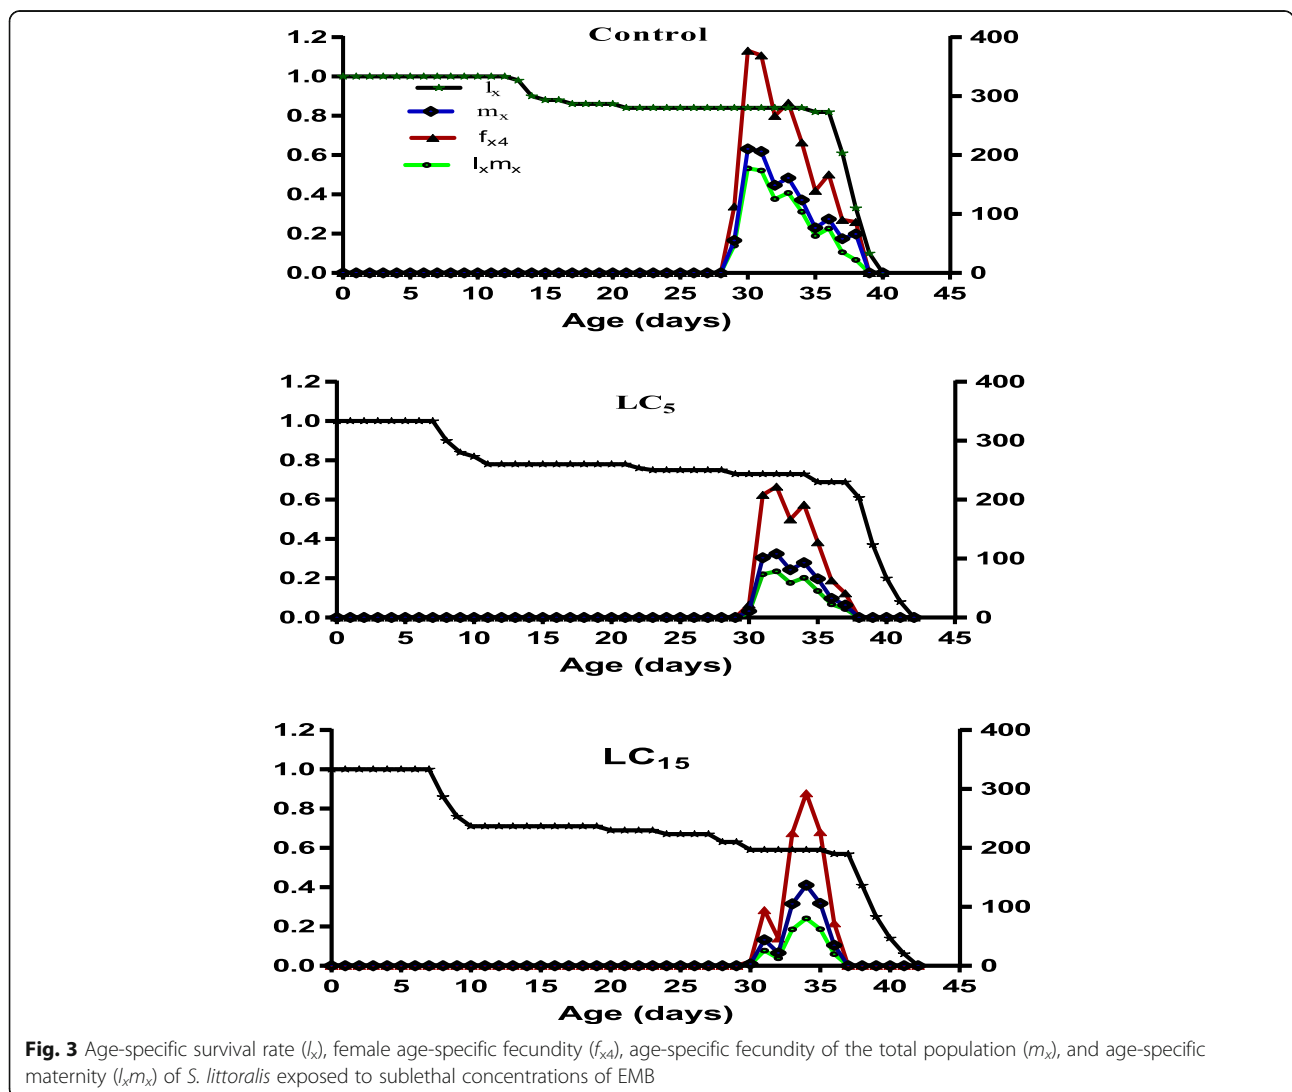 Control
1.2
1.0
0.8
0.6
0.4
0.2
0.0
400
300
200
100
0
lx
mx
fx4
lxmx
0 5 10 15 20 25 30 35 40 45
Age (days)
LC5
1.2
1.0
0.8
0.6
0.4
0.2
0.0
400
300
200
100
0
0 5 10 15 20 25 30 35 40 45
Age (days)
LC15
1.2
1.0
0.8
0.6
0.4
0.2
0.0
400
300
200
100
0
0 5 10 15 20 25 30 35 40 45
Age (days)
Fig. 3 Age-specific survival rate (lx), female age-specific fecundity (fx4), age-specific fecundity of the total population (mx), and age-specific
maternity (lxmx) of S. littoralis exposed to sublethal concentrations of EMB